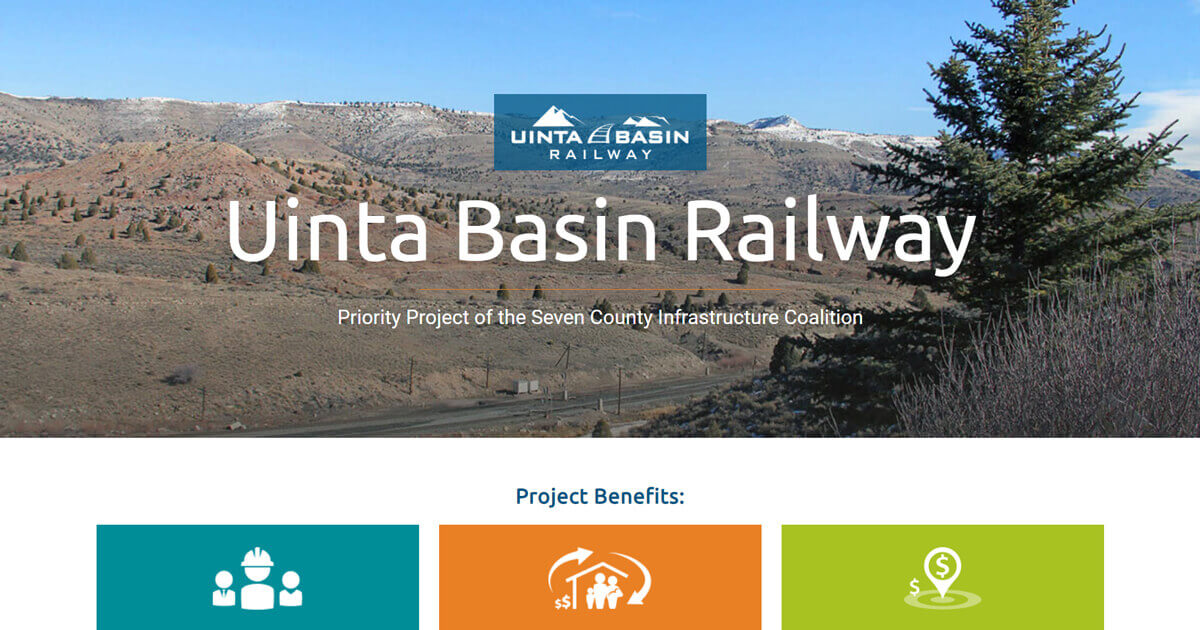 UINTA BASIN
RAILWAY
Uinta Basin Railway
Priority Project of the Seven County Infrastructure Coalition
Project Benefits:
$$
$
$